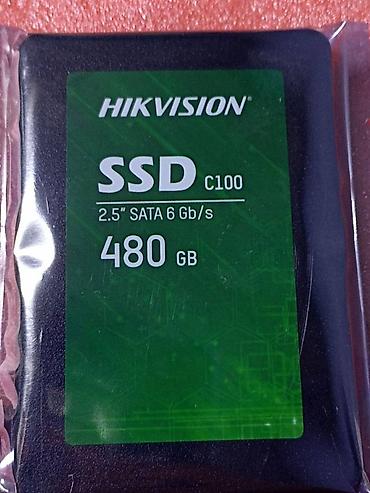 HIKVISION®
SSD C100
2.5" SATA 6 Gb/s
480 GB